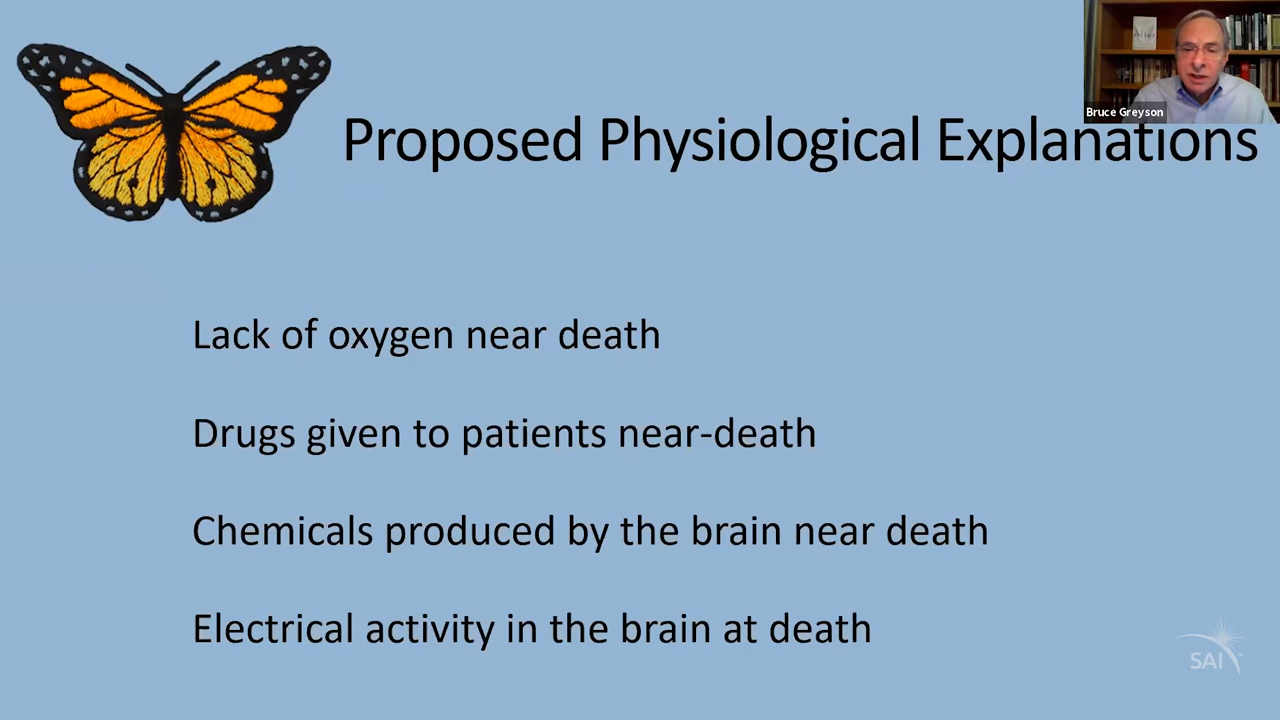 Bruce Greyson
Proposed Physiological Explanations
Lack of oxygen near death
Drugs given to patients near-death
Chemicals produced by the brain near death
Electrical activity in the brain at death
SAI